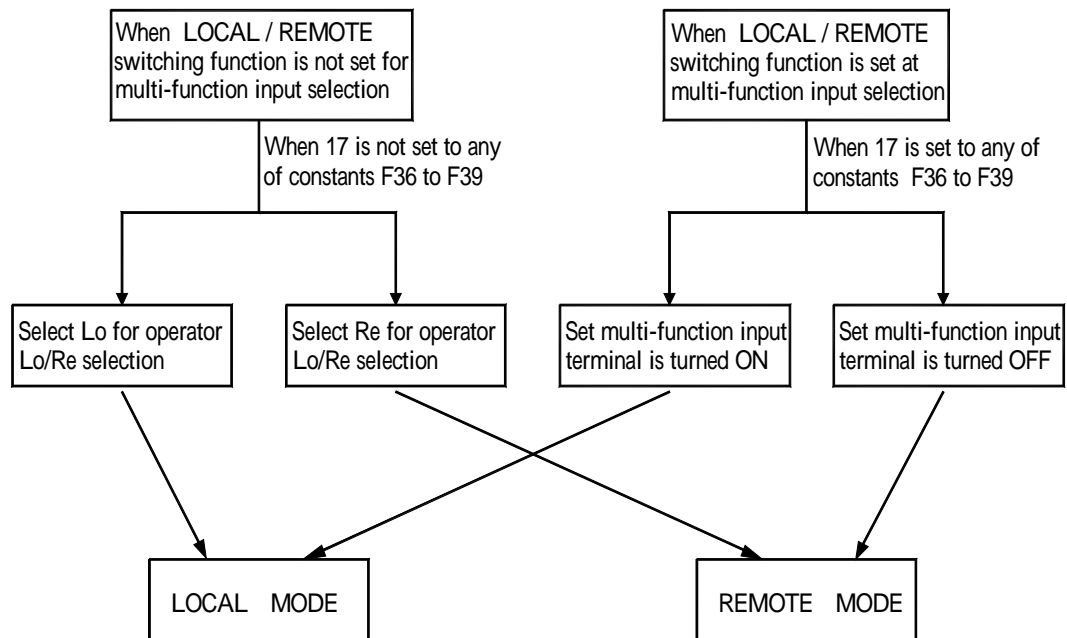 When LOCAL / REMOTE
switching function is not set for
multi-function input selection
When LOCAL / REMOTE
switching function is set at
multi-function input selection
When 17 is not set to any
of constants F36 to F39
When 17 is set to any of
constants F36 to F39
Select Lo for operator
Lo/Re selection
Select Re for operator
Lo/Re selection
Set multi-function input
terminal is turned ON
Set multi-function input
terminal is turned OFF
LOCAL MODE
REMOTE MODE